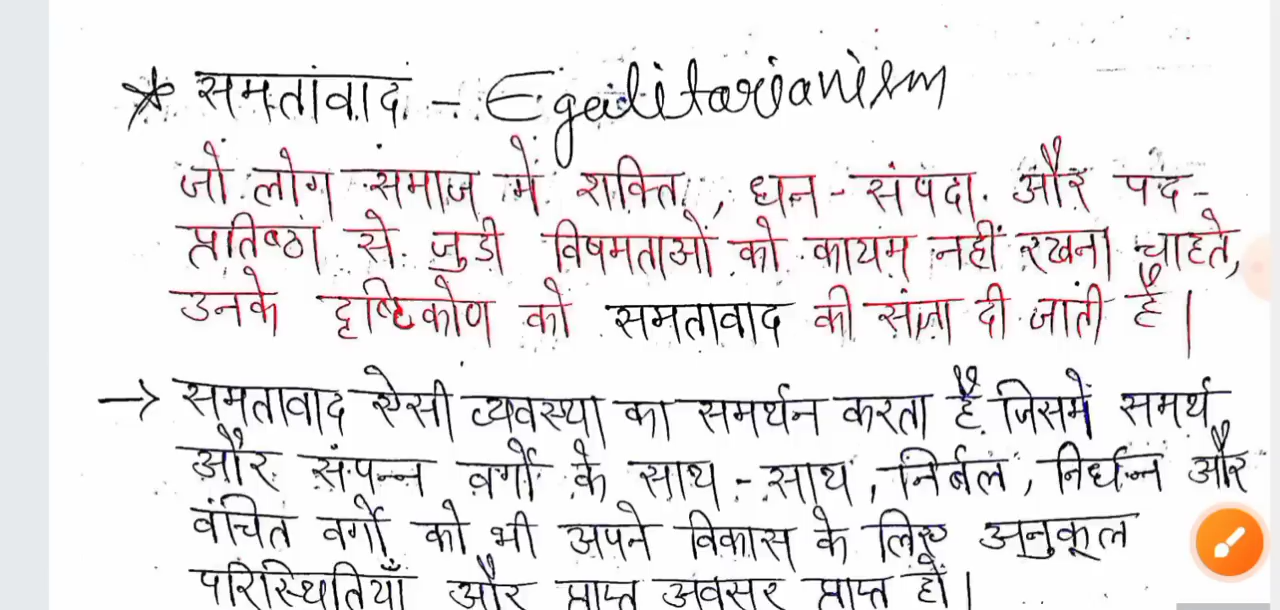 * समतावाद - Egalitarianism
जो लोग समाज में शक्ति, धन-संपदा और पद-
प्रतिष्ठा से जुडी विषमताओं को कायम नहीं रखना चाहते,
उनके दृष्टिकोण को समतावाद की संज्ञा दी जाती है।
→ समतावाद ऐसी व्यवस्था का समर्थन करता है जिसमें समर्थ
और संपन्न वर्गों के साथ-साथ, निर्बल, निर्धन और
वंचित वर्गों को भी अपने विकास के लिए अनुकूल
परिस्थितियाँ और प्राप्त अवसर प्राप्त हों।